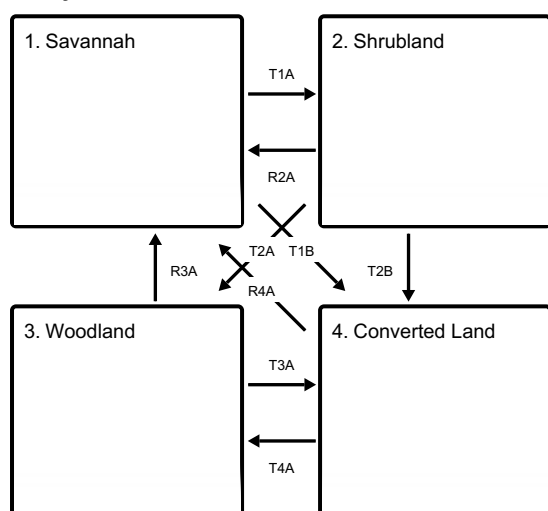 1. Savannah
2. Shrubland
T1A
R2A
T2A
T1B
R3A
T2B
R4A
3. Woodland
4. Converted Land
T3A
T4A